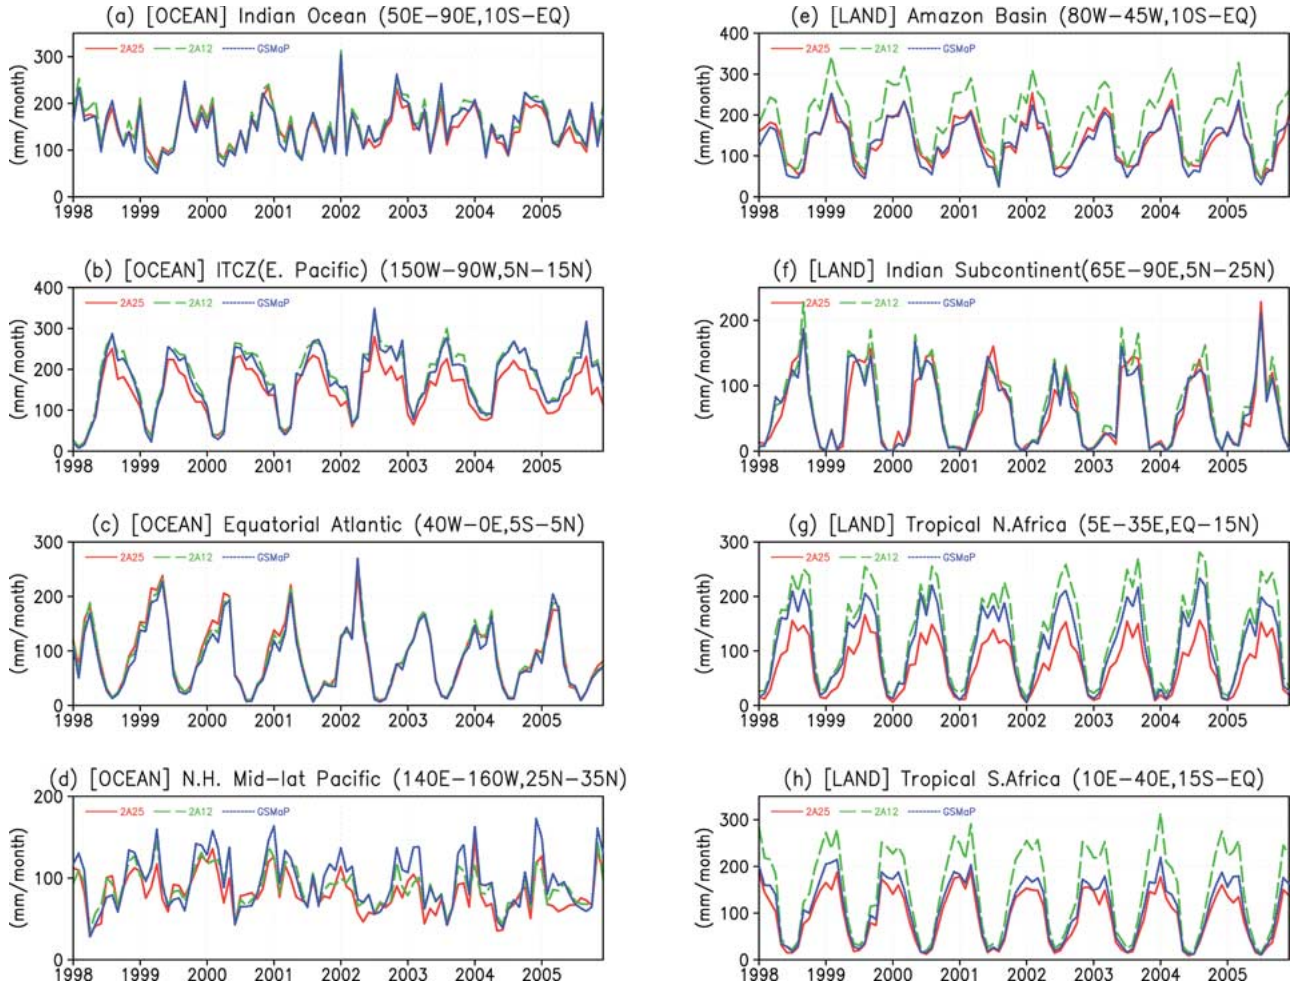 (a) [OCEAN] Indian Ocean (50E−90E,10S−EQ)
(mm/month)
300
200
100
0
2A25 2A12 GSMaP
1998 1999 2000 2001 2002 2003 2004 2005
(b) [OCEAN] ITCZ(E. Pacific) (150W−90W,5N−15N)
(mm/month)
400
300
200
100
0
2A25 2A12 GSMaP
1998 1999 2000 2001 2002 2003 2004 2005
(c) [OCEAN] Equatorial Atlantic (40W−0E,5S−5N)
(mm/month)
300
200
100
0
2A25 2A12 GSMaP
1998 1999 2000 2001 2002 2003 2004 2005
(d) [OCEAN] N.H. Mid−lat Pacific (140E−160W,25N−35N)
(mm/month)
200
100
0
2A25 2A12 GSMaP
1998 1999 2000 2001 2002 2003 2004 2005
(e) [LAND] Amazon Basin (80W−45W,10S−EQ)
(mm/month)
400
300
200
100
0
2A25 2A12 GSMaP
1998 1999 2000 2001 2002 2003 2004 2005
(f) [LAND] Indian Subcontinent(65E−90E,5N−25N)
(mm/month)
200
100
0
2A25 2A12 GSMaP
1998 1999 2000 2001 2002 2003 2004 2005
(g) [LAND] Tropical N.Africa (5E−35E,EQ−15N)
(mm/month)
300
200
100
0
2A25 2A12 GSMaP
1998 1999 2000 2001 2002 2003 2004 2005
(h) [LAND] Tropical S.Africa (10E−40E,15S−EQ)
(mm/month)
300
200
100
0
2A25 2A12 GSMaP
1998 1999 2000 2001 2002 2003 2004 2005